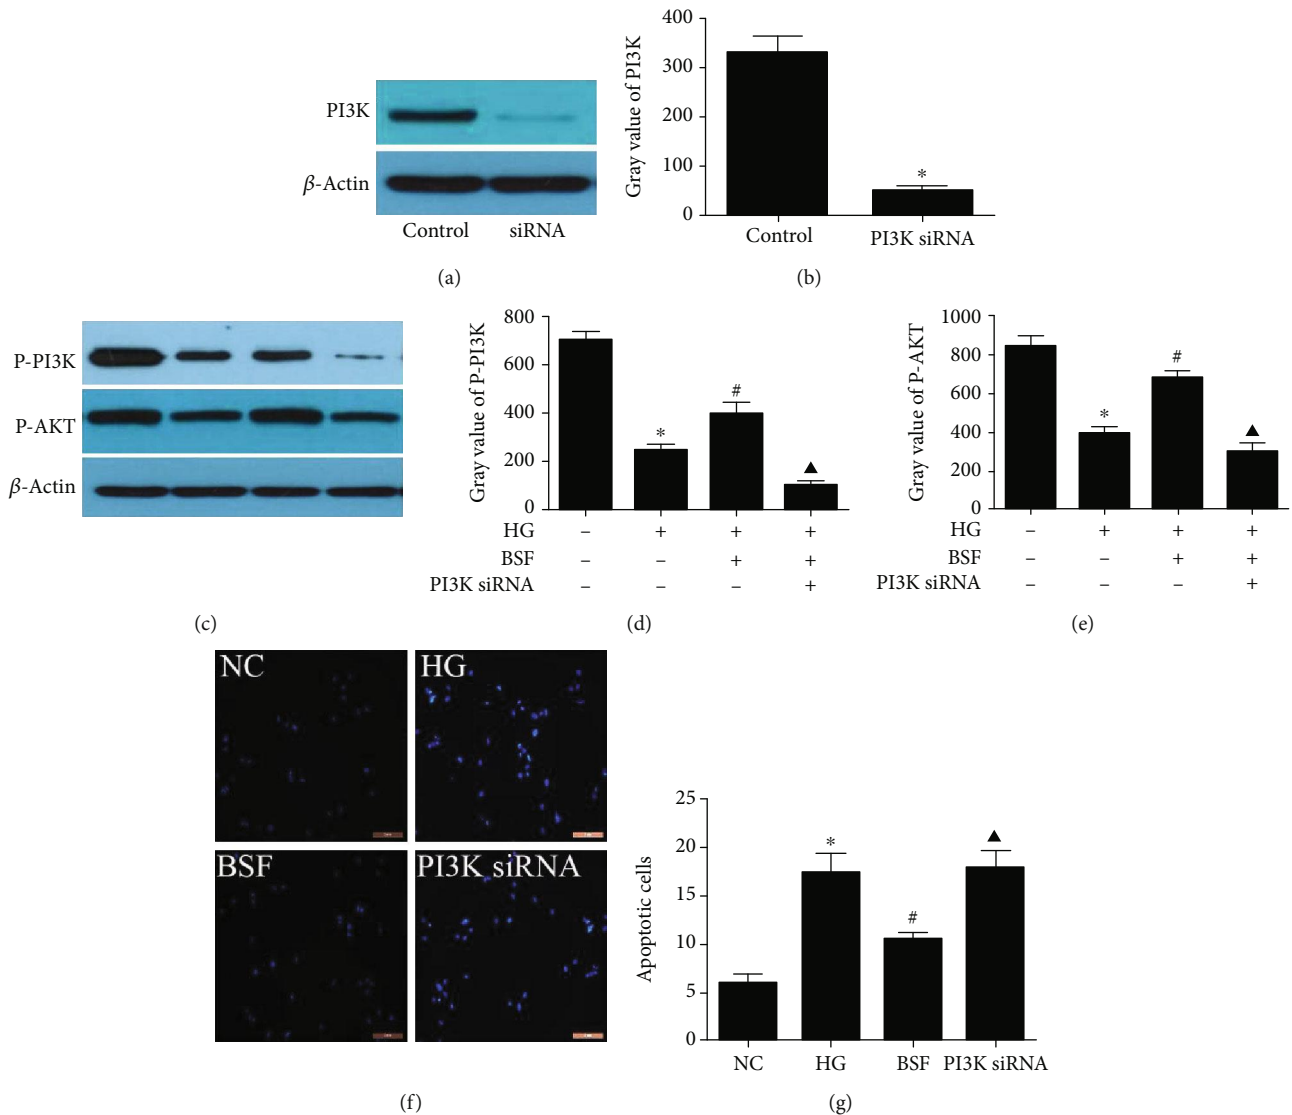 PI3K
β-Actin
Control siRNA
(a)
Gray value of PI3K
400
300
200
100
0
*
Control PI3K siRNA
(b)
P-PI3K
P-AKT
β-Actin
(c)
Gray value of P-PI3K
800
600
400
200
0
* # ▲
HG − + + +
BSF − − + +
PI3K siRNA − − − +
(d)
Gray value of P-AKT
1000
800
600
400
200
0
* # ▲
HG − + + +
BSF − − + +
PI3K siRNA − − − +
(e)
NC HG
BSF PI3K siRNA
(f)
Apoptotic cells
25
20
15
10
5
0
* # ▲
NC HG BSF PI3K siRNA
(g)